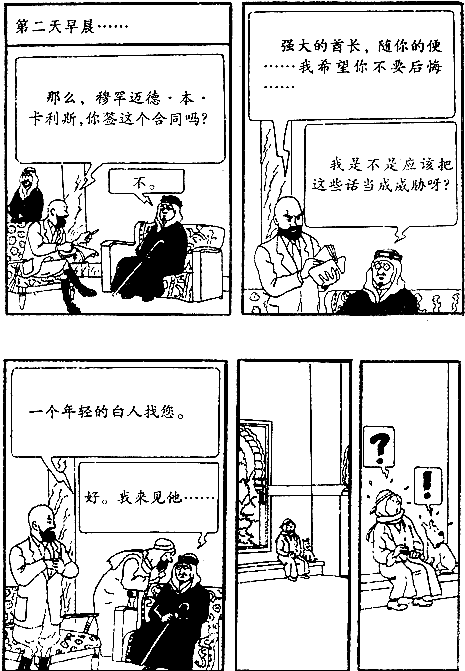 第二天早晨……
那么，穆罕迈德·本·
卡利斯，你签这个合同吗？
不。
强大的酋长，随你的便
……我希望你不要后悔
……
我是不是应该把
这些话当成威胁呀？
一个年轻的白人找您。
好。我来见他……
?
!